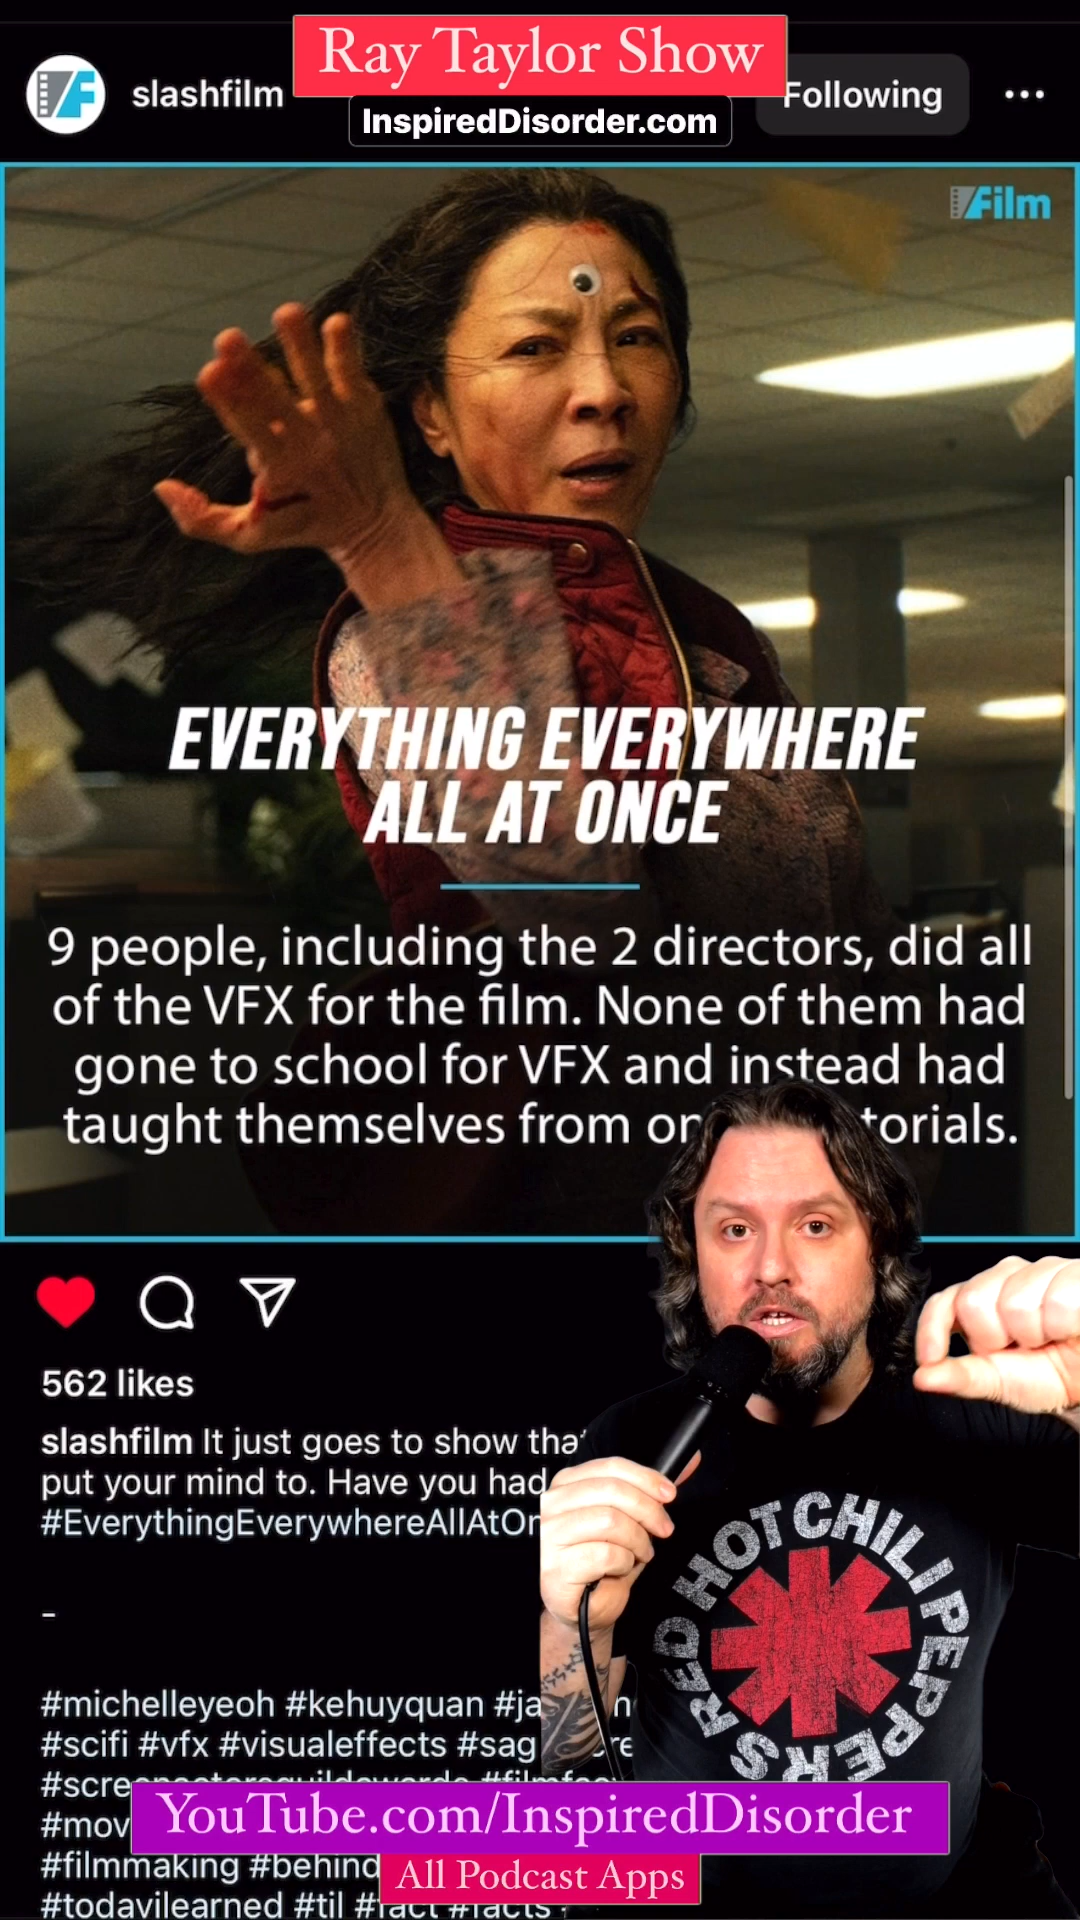 Ray Taylor Show
slashfilm
Following
InspiredDisorder.com
/Film
EVERYTHING EVERYWHERE
ALL AT ONCE
9 people, including the 2 directors, did all
of the VFX for the film. None of them had
gone to school for VFX and instead had
taught themselves from
562 likes
slashfilm It just goes to show
put your mind to. Have you had
-
#michelleyeoh #kehuyquan
#scifi #vfx #visualeffects
RED HOT CHILI PEPPERS
YouTube.com/InspiredDisorder
#filmmaking
All Podcast Apps
#todayilearned #til